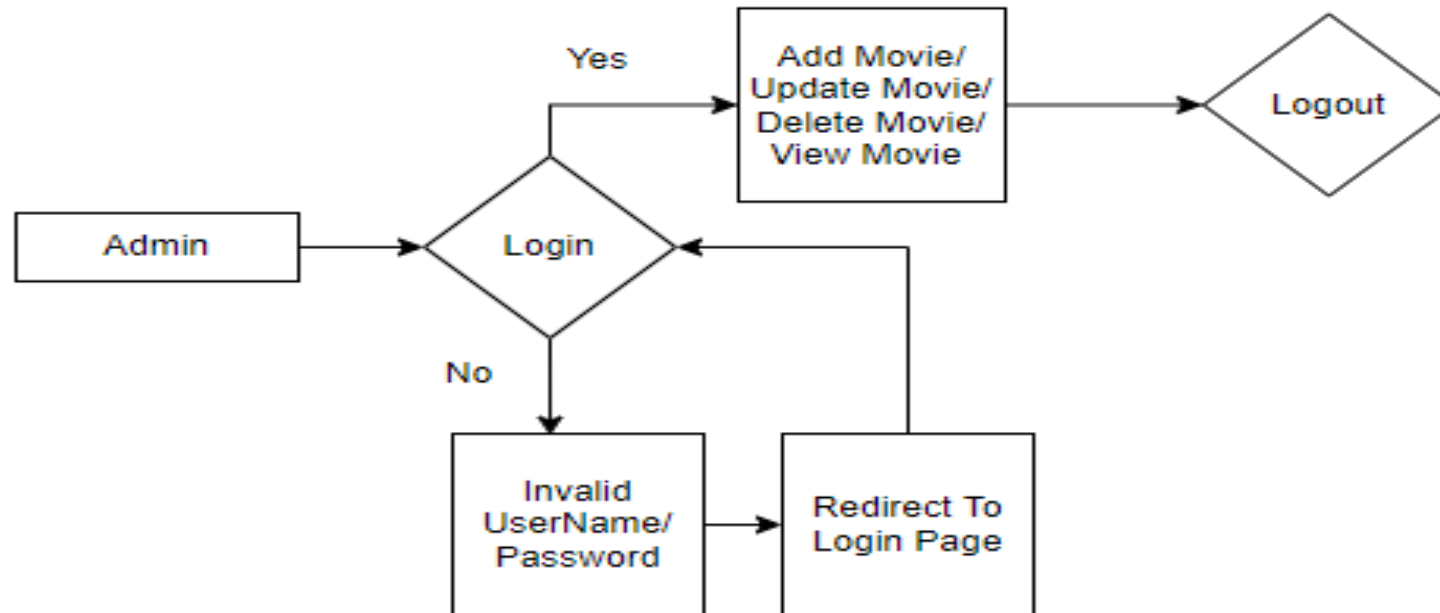 Yes
Add Movie/
Update Movie/
Delete Movie/
View Movie
Logout
Admin
Login
No
Invalid
UserName/
Password
Redirect To
Login Page